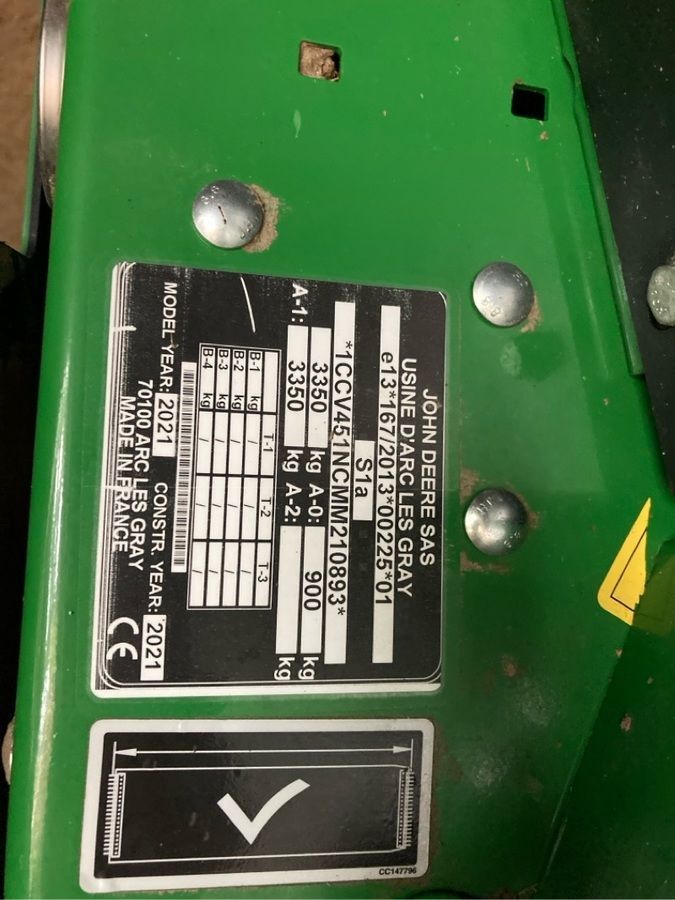 JOHN DEERE SAS
USINE D'ARC LES GRAY
e13*167/2013*00225*01
S1a
*1CCV451NCMM210893*
3350 kg A-0: 900 kg
A-1: 3350 kg A-2: kg
T-1 T-2 T-3
B-1 kg / / /
B-2 kg / / /
B-3 kg / / /
B-4 kg / / /
MODEL YEAR: 2021 CONSTR. YEAR: 2021
70100 ARC LES GRAY
MADE IN FRANCE CE
CC147796